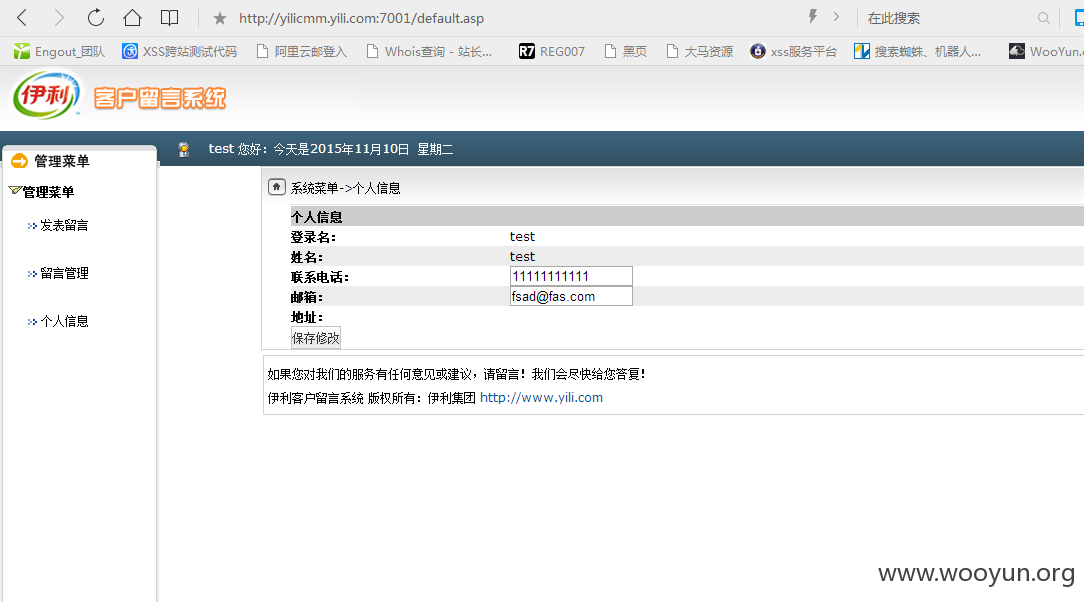 http://yilicmm.yili.com:7001/default.asp 在此搜索
Engout_团队 XSS跨站测试代码 阿里云邮登入 Whois查询 - 站长... R7 REG007 黑页 大马资源 xss服务平台 搜索蜘蛛、机器人... WooYun.o
伊利 客户留言系统
test 您好：今天是2015年11月10日 星期二
管理菜单
管理菜单
发表留言
留言管理
个人信息
系统菜单->个人信息
个人信息
登录名： test
姓名： test
联系电话： 11111111111
邮箱： fsad@fas.com
地址：
保存修改
如果您对我们的服务有任何意见或建议，请留言！我们会尽快给您答复！
伊利客户留言系统 版权所有：伊利集团 http://www.yili.com
www.wooyun.org